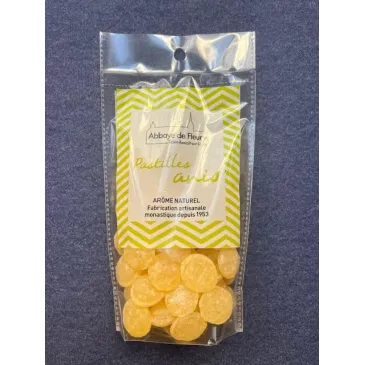 Abbaye de Fleury
Pastilles
anis
ARÔME NATUREL
Fabrication artisanale
monastique depuis 1953